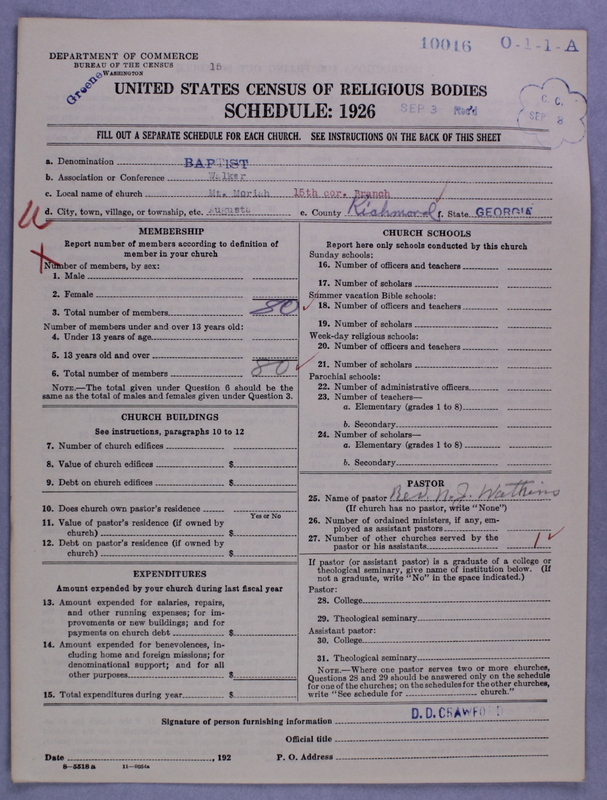 10016 0-1-1-A
DEPARTMENT OF COMMERCE
BUREAU OF THE CENSUS
WASHINGTON
15
Greene
UNITED STATES CENSUS OF RELIGIOUS BODIES
SCHEDULE: 1926
SEP 3 Rec'd
C. C.
SEP 8
FILL OUT A SEPARATE SCHEDULE FOR EACH CHURCH. SEE INSTRUCTIONS ON THE BACK OF THIS SHEET
a. Denomination BAPTIST
b. Association or Conference Walker
c. Local name of church Mt. Moriah 15th cor. Branch
d. City, town, village, or township, etc. Augusta e. County Richmond f. State GEORGIA
MEMBERSHIP
Report number of members according to definition of
member in your church
Number of members, by sex:
1. Male
2. Female
3. Total number of members 80
Number of members under and over 13 years old:
4. Under 13 years of age
5. 13 years old and over
6. Total number of members 80
NOTE.—The total given under Question 6 should be the
same as the total of males and females given under Question 3.
CHURCH BUILDINGS
See instructions, paragraphs 10 to 12
7. Number of church edifices
8. Value of church edifices $
9. Debt on church edifices $
10. Does church own pastor's residence
Yes or No
11. Value of pastor's residence (if owned by
church) $
12. Debt on pastor's residence (if owned by
church) $
EXPENDITURES
Amount expended by your church during last fiscal year
13. Amount expended for salaries, repairs,
and other running expenses; for im-
provements or new buildings; and for
payments on church debt $
14. Amount expended for benevolences, in-
cluding home and foreign missions; for
denominational support; and for all
other purposes $
15. Total expenditures during year $
CHURCH SCHOOLS
Report here only schools conducted by this church
Sunday schools:
16. Number of officers and teachers
17. Number of scholars
Summer vacation Bible schools:
18. Number of officers and teachers
19. Number of scholars
Week-day religious schools:
20. Number of officers and teachers
21. Number of scholars
Parochial schools:
22. Number of administrative officers
23. Number of teachers—
a. Elementary (grades 1 to 8)
b. Secondary
24. Number of scholars—
a. Elementary (grades 1 to 8)
b. Secondary
PASTOR
25. Name of pastor Rev. N. J. Watkins
(If church has no pastor, write "None")
26. Number of ordained ministers, if any, em-
ployed as assistant pastors
27. Number of other churches served by the
pastor or his assistants 1
If pastor (or assistant pastor) is a graduate of a college or
theological seminary, give name of institution below. (If
not a graduate, write "No" in the space indicated.)
Pastor:
28. College
29. Theological seminary
Assistant pastor:
30. College
31. Theological seminary
NOTE.—Where one pastor serves two or more churches,
Questions 28 and 29 should be answered only on the schedule
for one of the churches; on the schedules for the other churches,
write "See schedule for church."
Signature of person furnishing information D. D. CRAWFORD
Official title
Date , 192 P. O. Address
8-5518 a 11-9054a